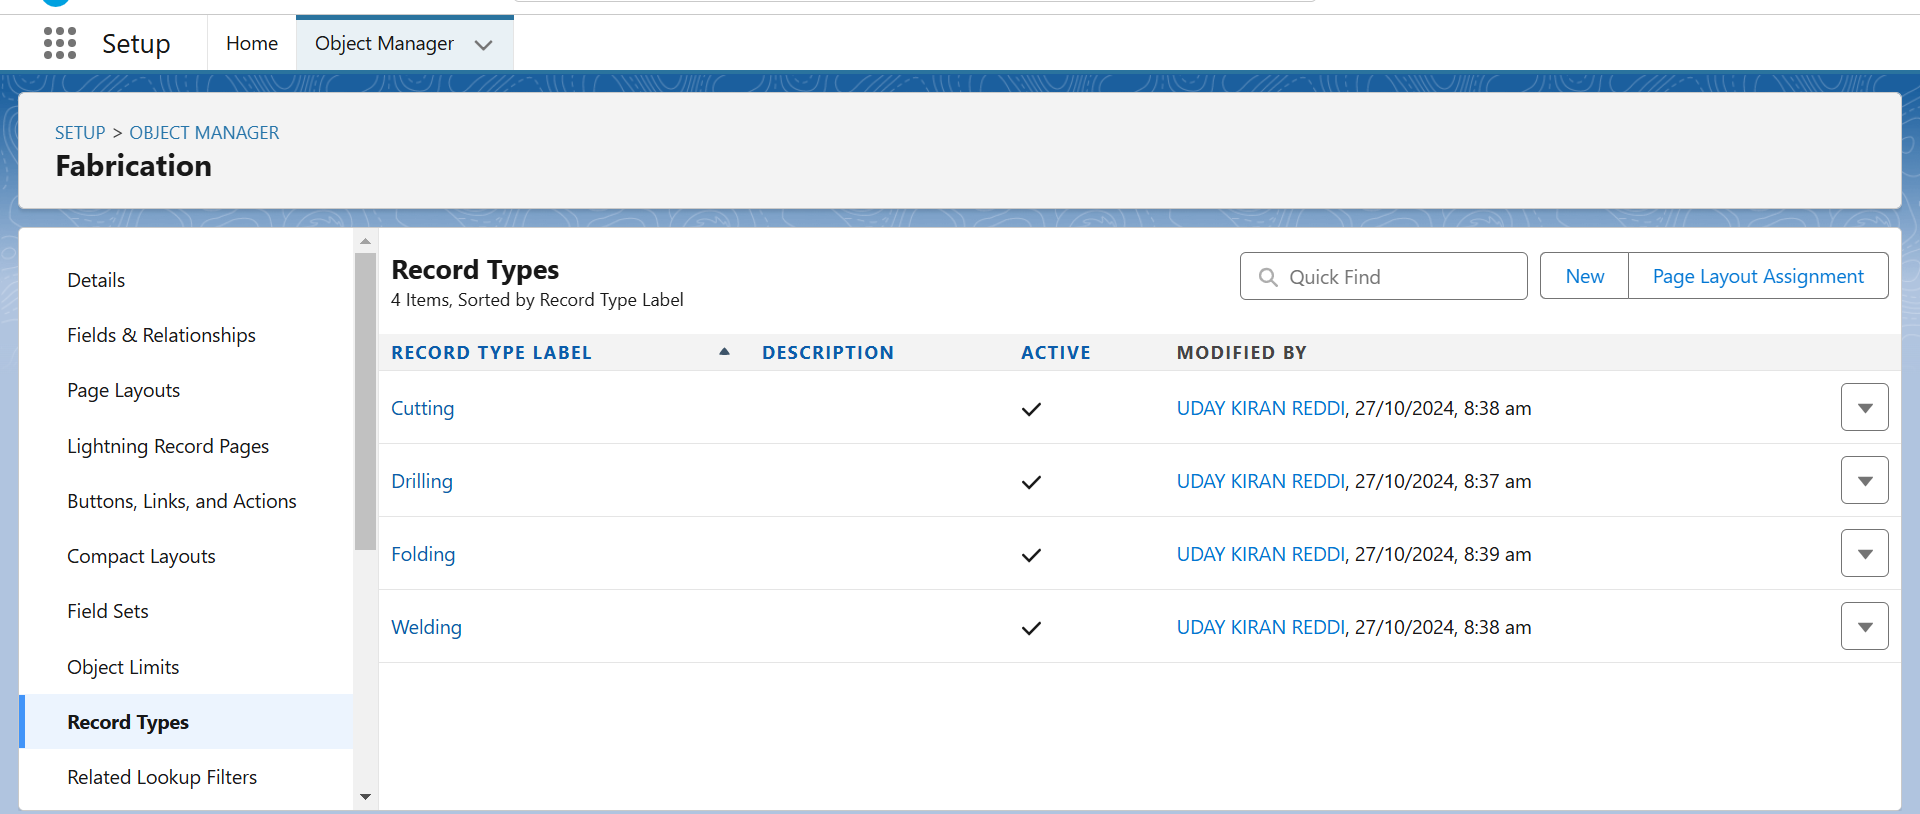 Setup
Home
Object Manager
SETUP > OBJECT MANAGER
Fabrication
Details
Fields & Relationships
Page Layouts
Lightning Record Pages
Buttons, Links, and Actions
Compact Layouts
Field Sets
Object Limits
Record Types
Related Lookup Filters
Record Types
4 Items, Sorted by Record Type Label
Quick Find
New
Page Layout Assignment
RECORD TYPE LABEL DESCRIPTION ACTIVE MODIFIED BY
Cutting UDAY KIRAN REDDI, 27/10/2024, 8:38 am
Drilling UDAY KIRAN REDDI, 27/10/2024, 8:37 am
Folding UDAY KIRAN REDDI, 27/10/2024, 8:39 am
Welding UDAY KIRAN REDDI, 27/10/2024, 8:38 am